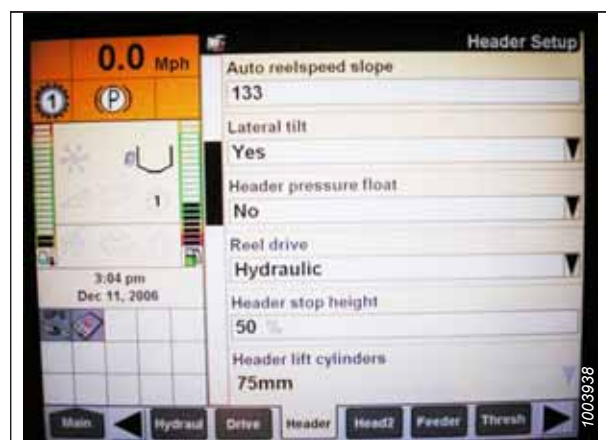 0.0 Mph
Header Setup
Auto reelspeed slope
133
1
(P)
Lateral tilt
Yes
1
Header pressure float
No
Reel drive
Hydraulic
3:04 pm
Dec 11, 2006
Header stop height
50 %
Header lift cylinders
75mm
Main
Hydraul
Drive
Header
Head2
Feeder
Thresh
1003938